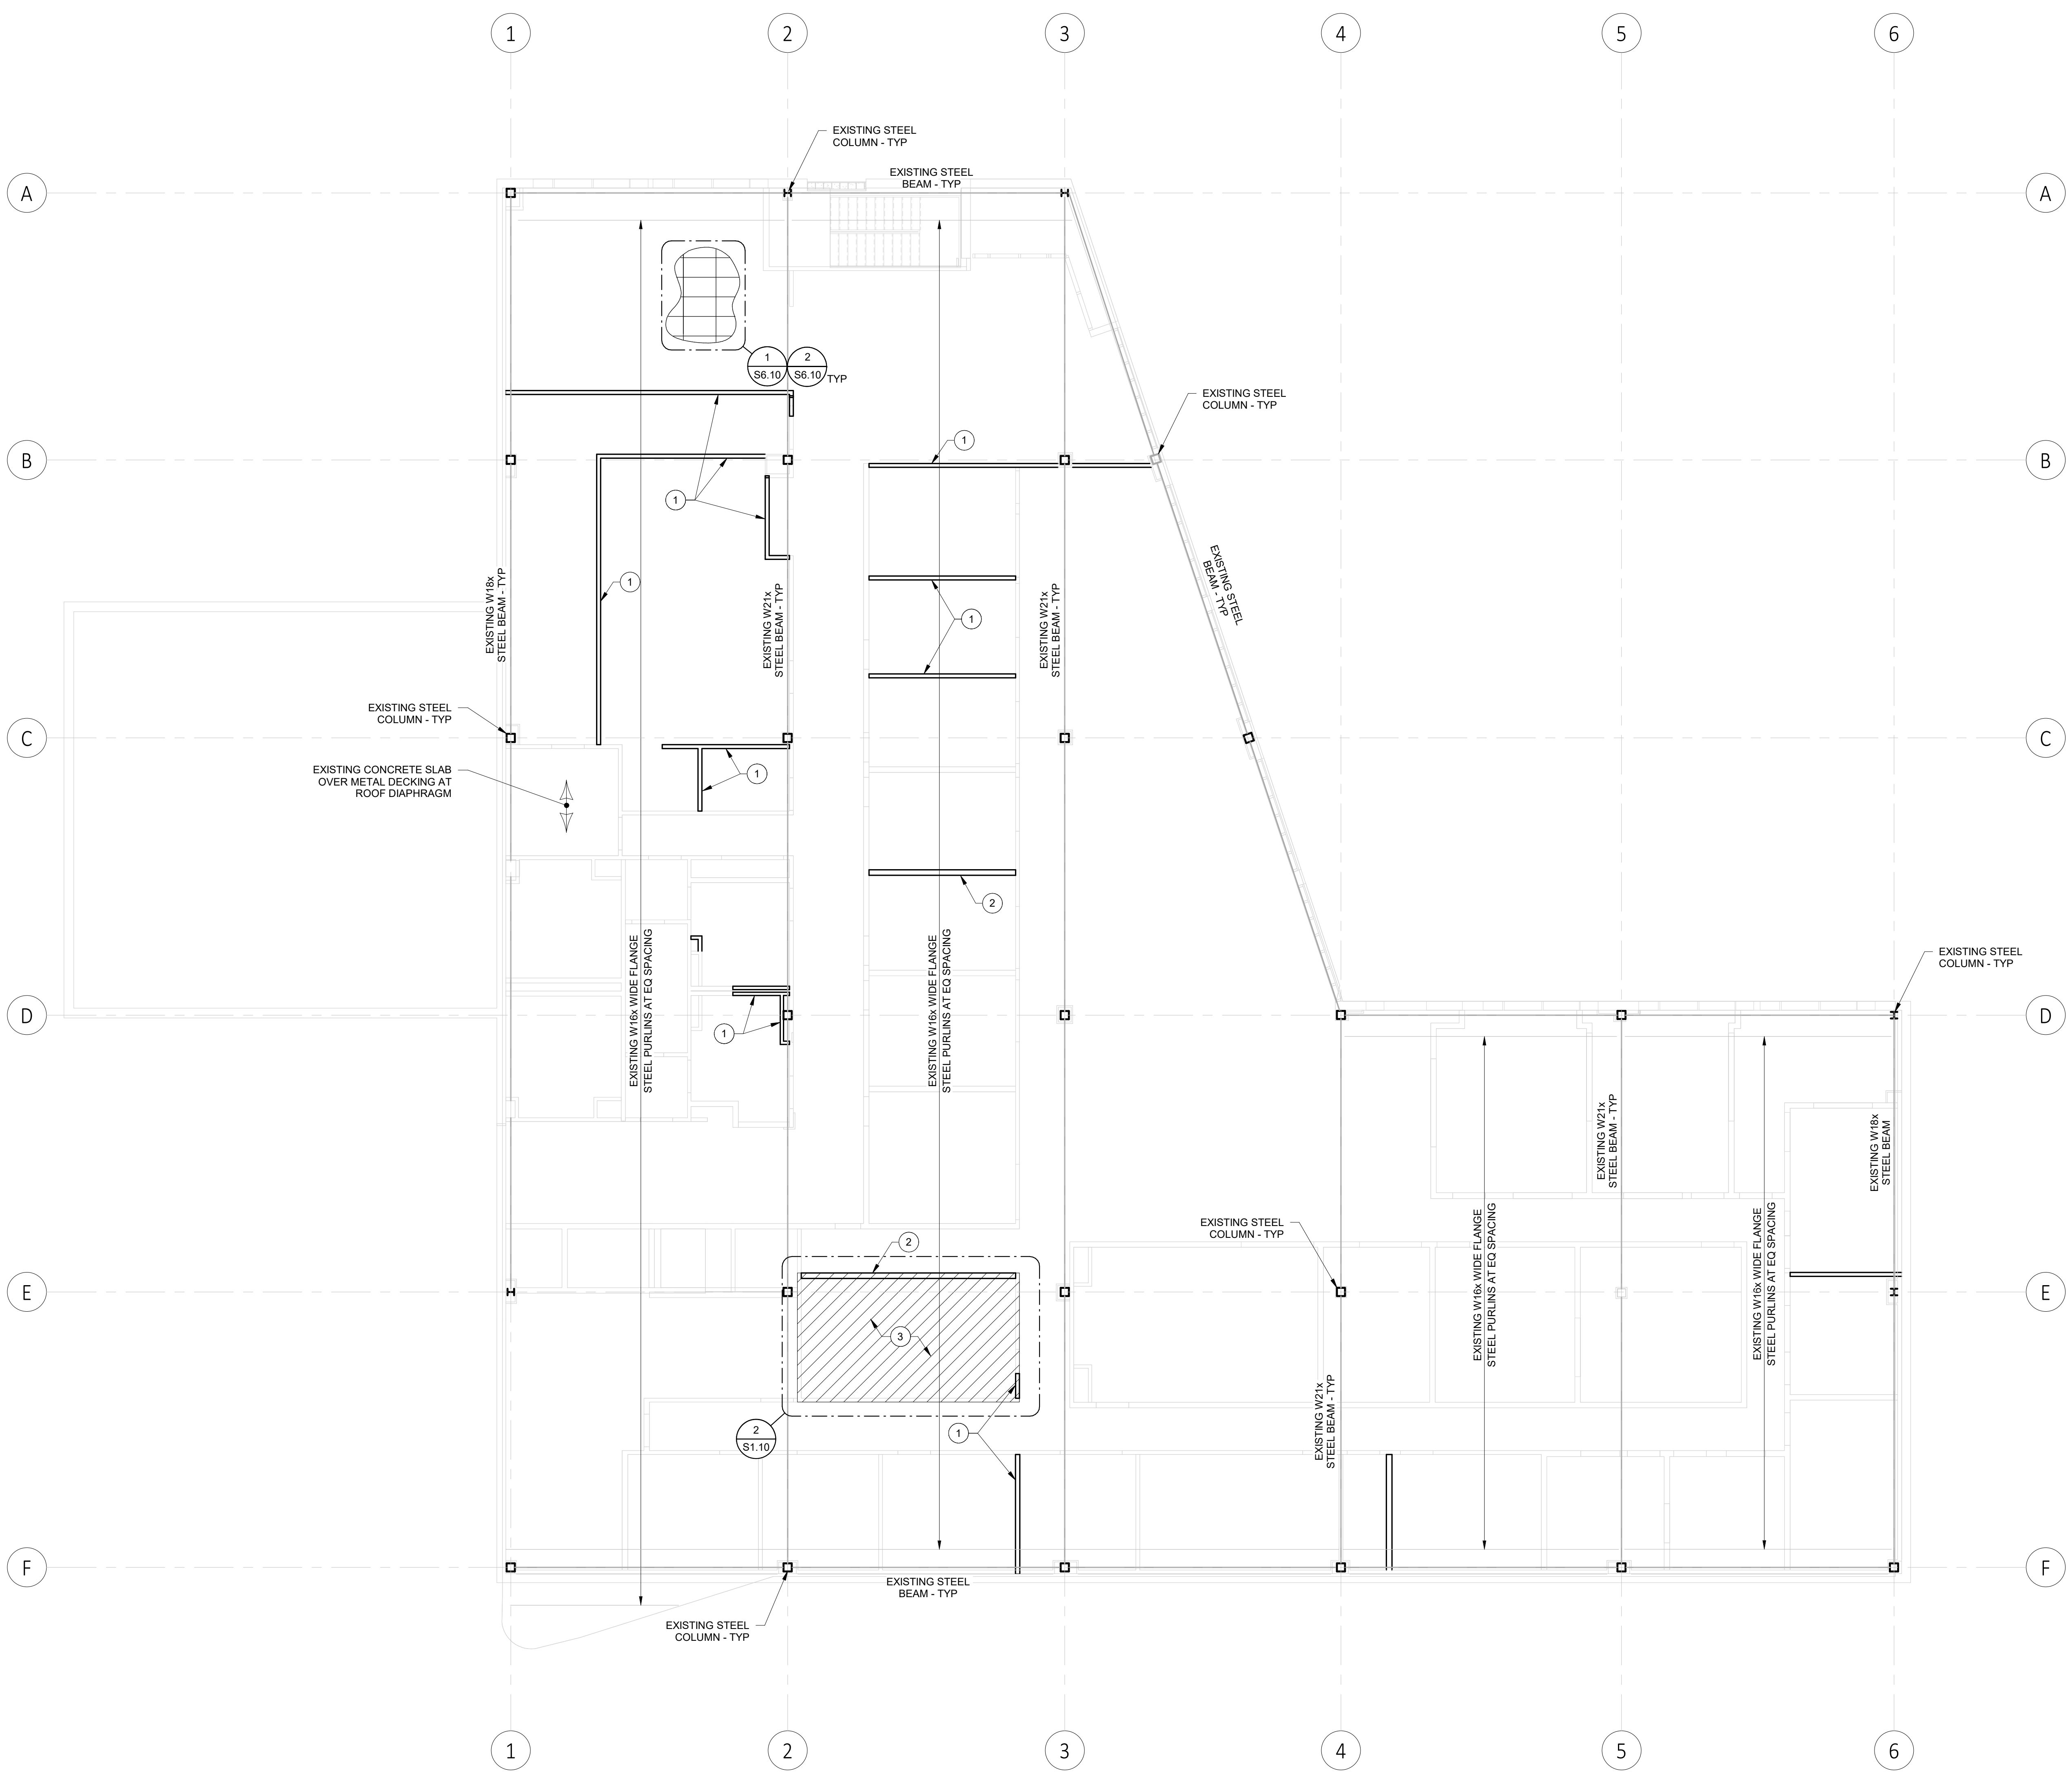 1
2
3
4
5
6
EXISTING STEEL
COLUMN - TYP
EXISTING STEEL
BEAM - TYP
A
A
1
S6.10
2
S6.10
TYP
EXISTING STEEL
COLUMN - TYP
1
B
B
1
1
1
EXISTING W18x
STEEL BEAM - TYP
EXISTING W21x
STEEL BEAM - TYP
EXISTING W21x
STEEL BEAM - TYP
EXISTING STEEL
BEAM - TYP
EXISTING STEEL
COLUMN - TYP
C
C
EXISTING CONCRETE SLAB
OVER METAL DECKING AT
ROOF DIAPHRAGM
1
2
EXISTING W16x WIDE FLANGE
STEEL PURLINS AT EQ SPACING
EXISTING W16x WIDE FLANGE
STEEL PURLINS AT EQ SPACING
EXISTING STEEL
COLUMN - TYP
D
D
1
EXISTING W21x
STEEL BEAM - TYP
EXISTING W18x
STEEL BEAM
EXISTING STEEL
COLUMN - TYP
2
EXISTING W16x WIDE FLANGE
STEEL PURLINS AT EQ SPACING
EXISTING W16x WIDE FLANGE
STEEL PURLINS AT EQ SPACING
E
E
3
EXISTING W21x
STEEL BEAM - TYP
2
S1.10
1
F
F
EXISTING STEEL
BEAM - TYP
EXISTING STEEL
COLUMN - TYP
1
2
3
4
5
6